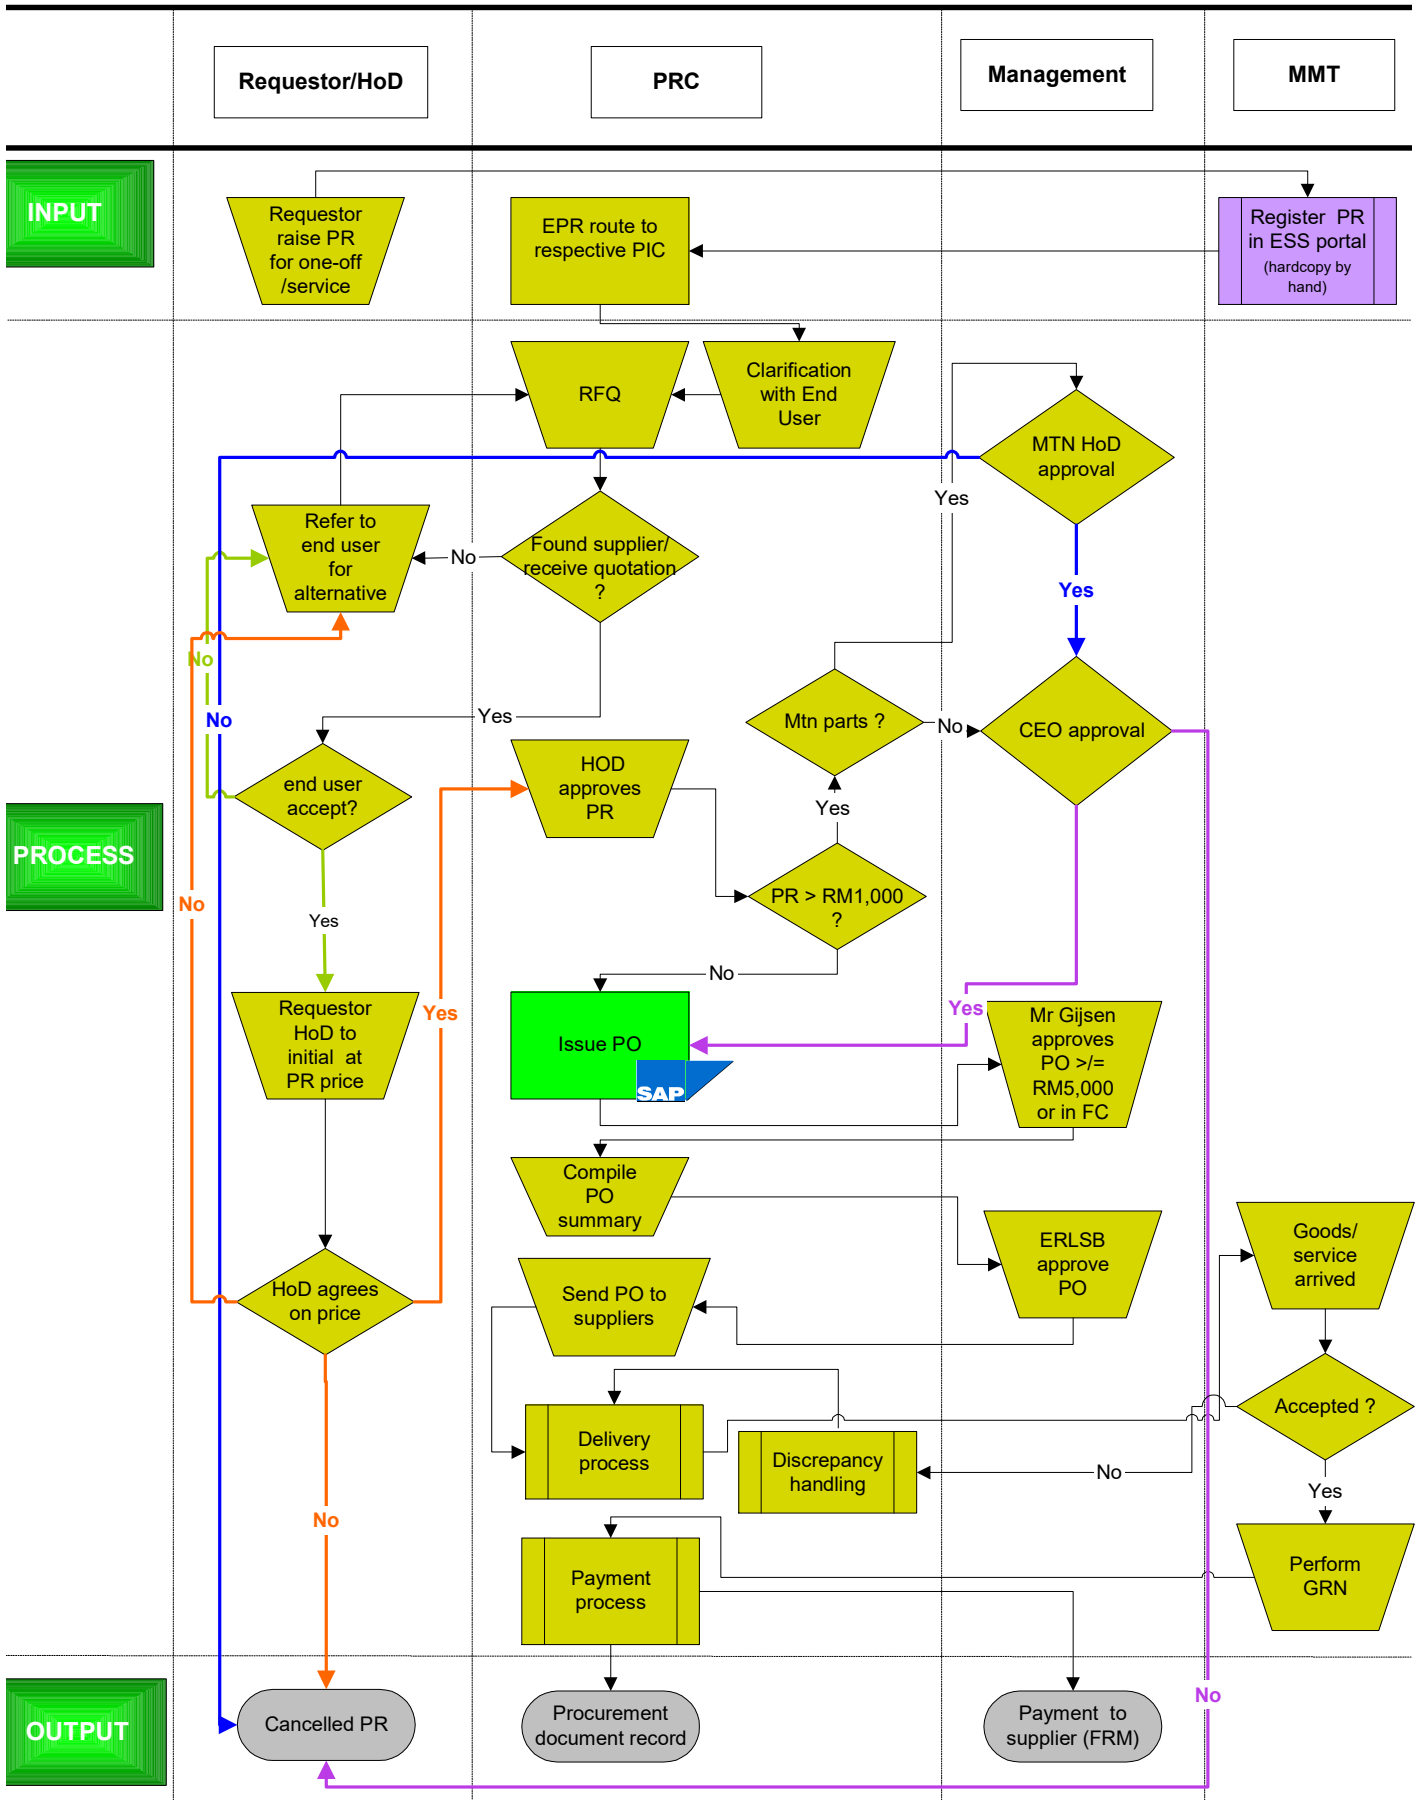 Requestor/HoD
PRC
Management
MMT
INPUT
Requestor
raise PR
for one-off
/service
EPR route to
respective PIC
Register PR
in ESS portal
(hardcopy by
hand)
RFQ
Clarification
with End
User
MTN HoD
approval
Yes
Refer to
end user
for
alternative
No
Found supplier/
receive quotation
?
Yes
No
No
Yes
Mtn parts ?
No
CEO approval
end user
accept?
HOD
approves
PR
Yes
PROCESS
No
Yes
PR > RM1,000
?
No
Requestor
HoD to
initial at
PR price
Yes
Issue PO
SAP
Yes
Mr Gijsen
approves
PO >/=
RM5,000
or in FC
Compile
PO
summary
ERLSB
approve
PO
Goods/
service
arrived
HoD agrees
on price
Send PO to
suppliers
Accepted ?
Delivery
process
Discrepancy
handling
No
Yes
No
Payment
process
Perform
GRN
No
OUTPUT
Cancelled PR
Procurement
document record
Payment to
supplier (FRM)